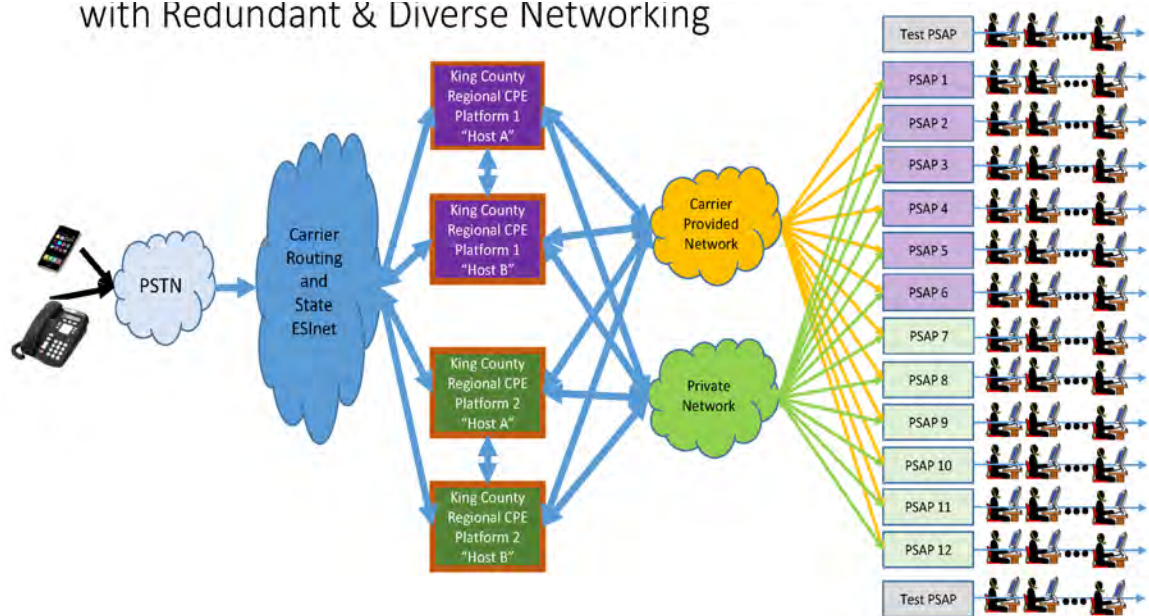 with Redundant & Diverse Networking
PSTN
Carrier
Routing
and
State
ESInet
King County
Regional CPE
Platform 1
"Host A"
King County
Regional CPE
Platform 1
"Host B"
King County
Regional CPE
Platform 2
"Host A"
King County
Regional CPE
Platform 2
"Host B"
Carrier
Provided
Network
Private
Network
Test PSAP
PSAP 1
PSAP 2
PSAP 3
PSAP 4
PSAP 5
PSAP 6
PSAP 7
PSAP 8
PSAP 9
PSAP 10
PSAP 11
PSAP 12
Test PSAP